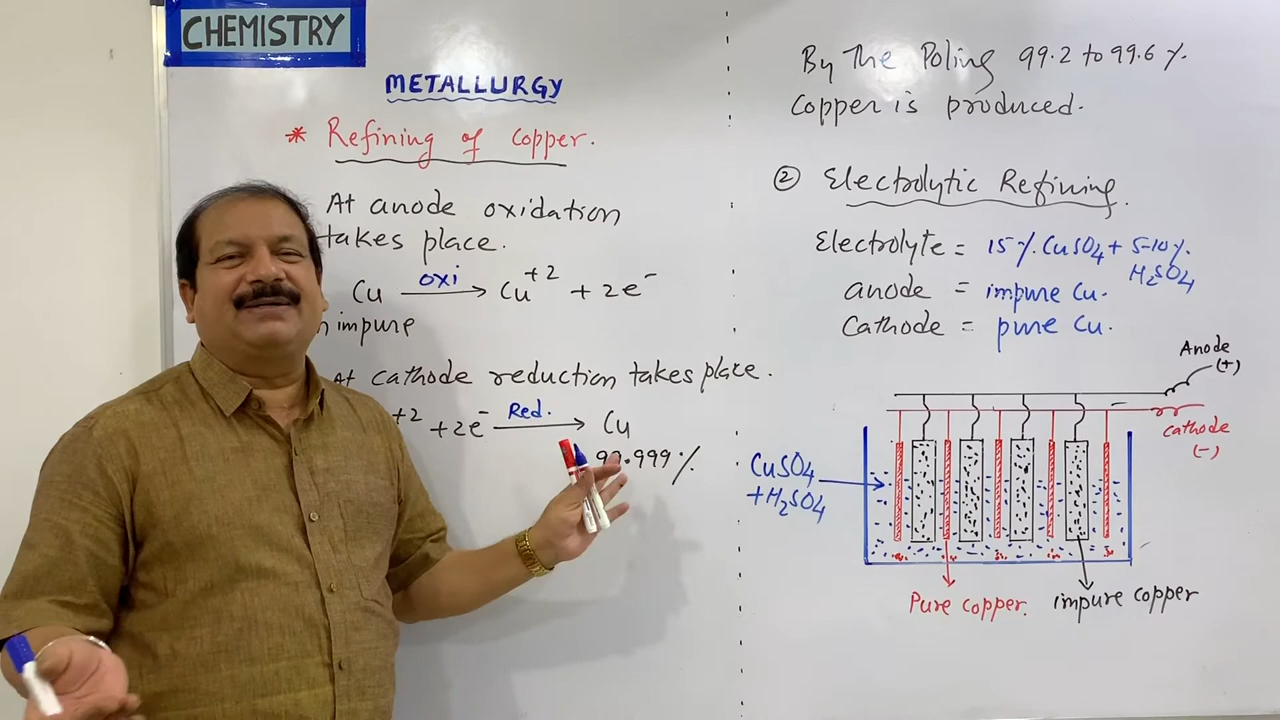 CHEMISTRY
METALLURGY
* Refining of copper.
At anode oxidation
takes place.
Cu oxi → Cu+2 + 2e-
impure
At cathode reduction takes place.
+2 + 2e- Red. → Cu
99.999 %
By The Poling 99.2 to 99.6 %.
Copper is produced.
② Electrolytic Refining.
Electrolyte = 15 %. CuSO4 + 5-10 %.
H2SO4
anode = impure Cu.
Cathode = pure Cu.
Anode
(+)
Cathode
(-)
CuSO4
+H2SO4
Pure copper.
impure copper